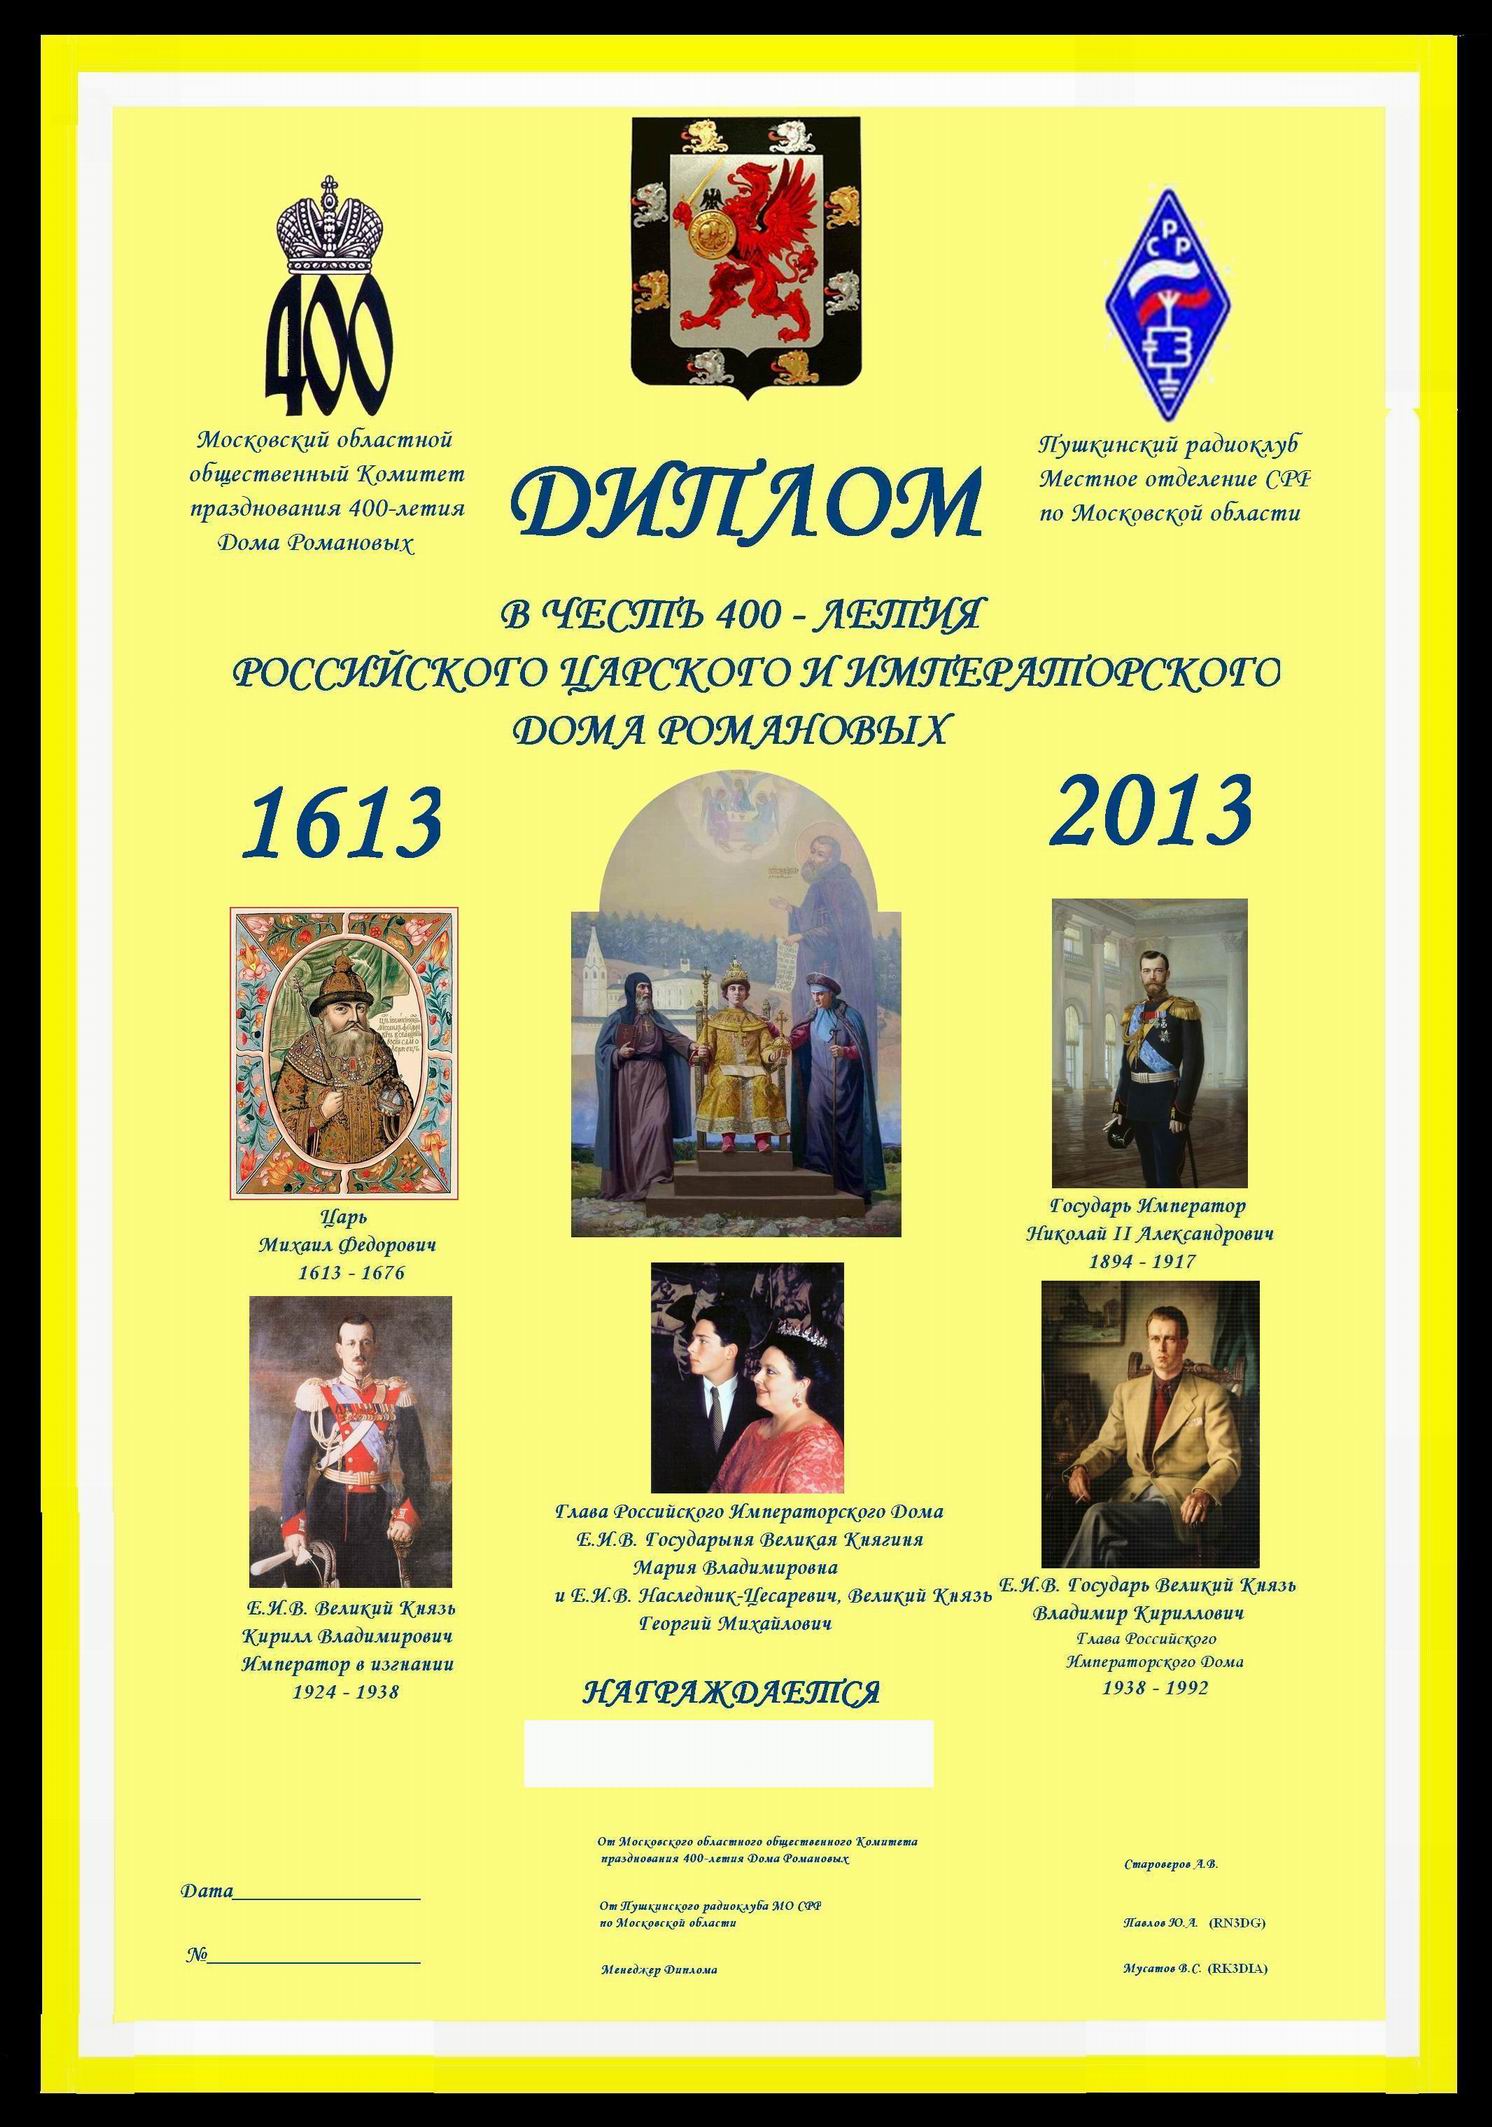 400
СРР
Московский областной
общественный Комитет
празднования 400-летия
Дома Романовых
Пушкинский радиоклуб
Местное отделение СРР
по Московской области
ДИПЛОМ
В ЧЕСТЬ 400 - ЛЕТИЯ
РОССИЙСКОГО ЦАРСКОГО И ИМПЕРАТОРСКОГО
ДОМА РОМАНОВЫХ
1613
2013
Царь
Михаил Федорович
1613 - 1676
Государь Император
Николай II Александрович
1894 - 1917
Е.И.В. Великий Князь
Кирилл Владимирович
Император в изгнании
1924 - 1938
Глава Российского Императорского Дома
Е.И.В. Государыня Великая Княгиня
Мария Владимировна
и Е.И.В. Наследник-Цесаревич, Великий Князь
Георгий Михайлович
Е.И.В. Государь Великий Князь
Владимир Кириллович
Глава Российского
Императорского Дома
1938 - 1992
НАГРАЖДАЕТСЯ
Дата
№
От Московского областного общественного Комитета
празднования 400-летия Дома Романовых
Староверов А.В.
От Пушкинского радиоклуба МО СРР
по Московской области
Павлов Ю.А. (RN3DG)
Менеджер Диплома
Мусатов В.С. (RK3DIA)